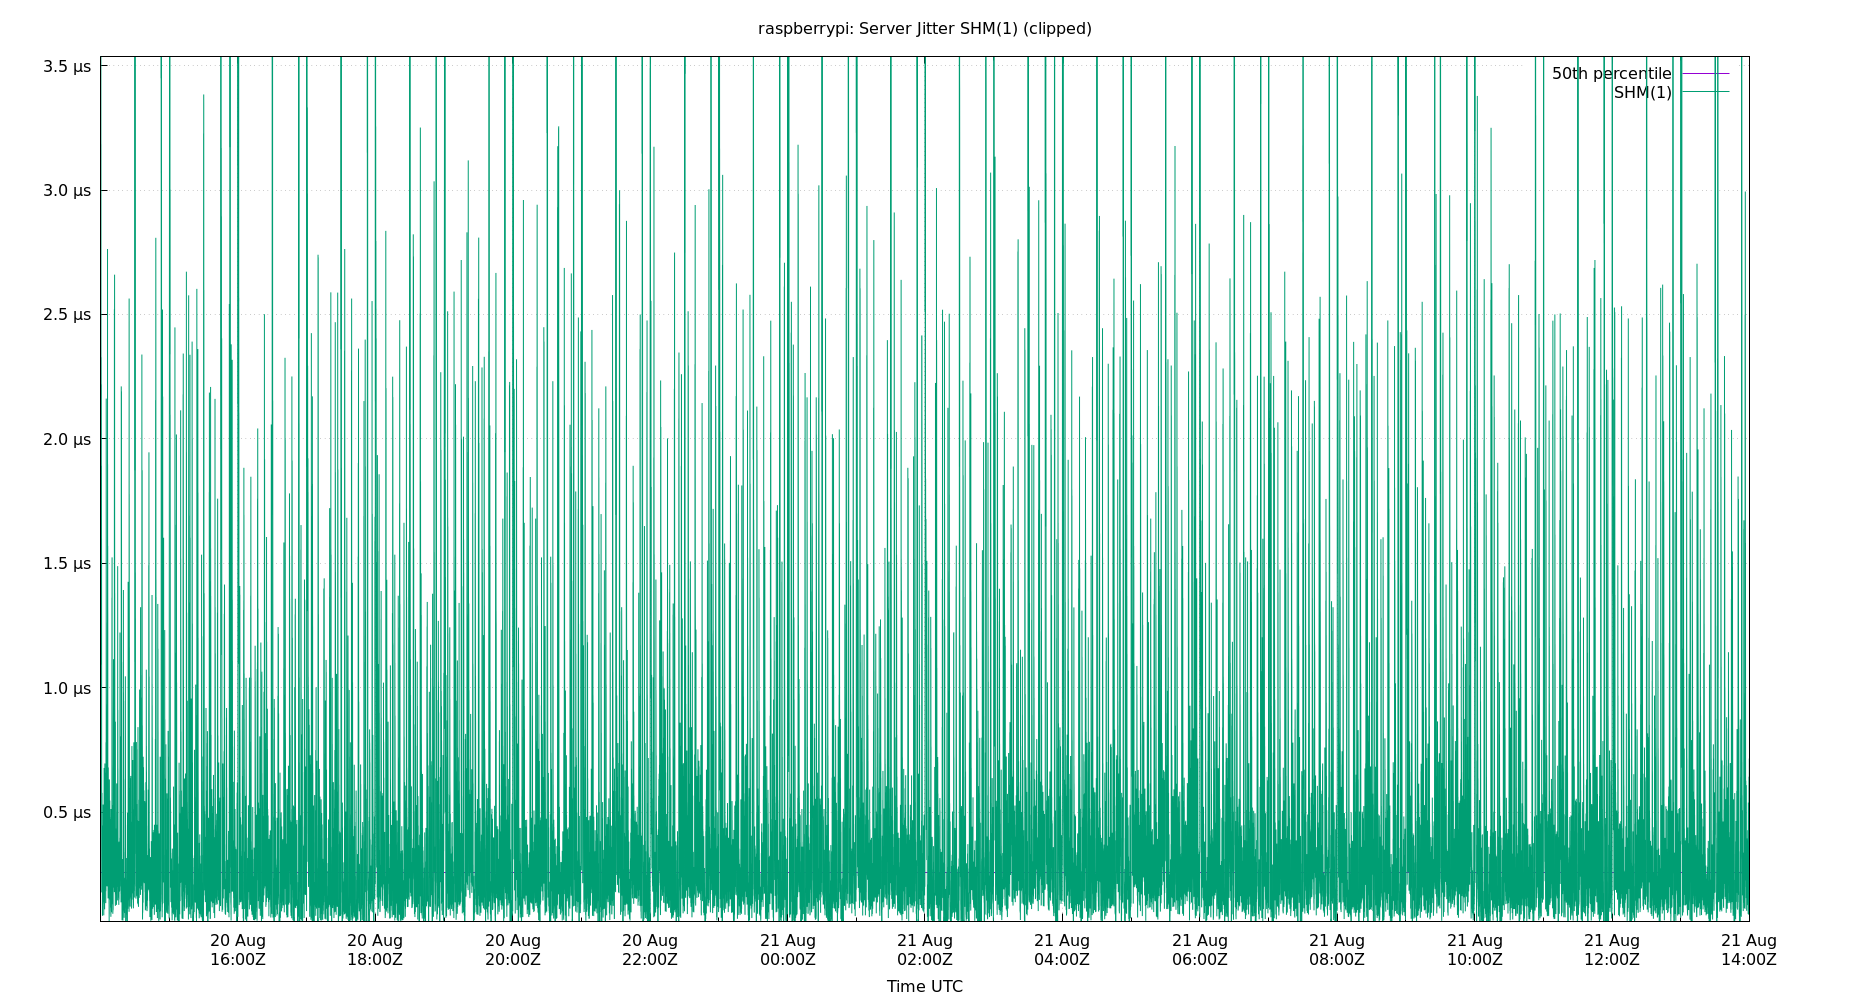 raspberrypi: Server Jitter SHM(1) (clipped)
3.5 µs
3.0 µs
2.5 µs
2.0 µs
1.5 µs
1.0 µs
0.5 µs
50th percentile
SHM(1)
20 Aug 20 Aug 20 Aug 20 Aug 21 Aug 21 Aug 21 Aug 21 Aug 21 Aug 21 Aug 21 Aug 21 Aug
16:00Z 18:00Z 20:00Z 22:00Z 00:00Z 02:00Z 04:00Z 06:00Z 08:00Z 10:00Z 12:00Z 14:00Z
Time UTC